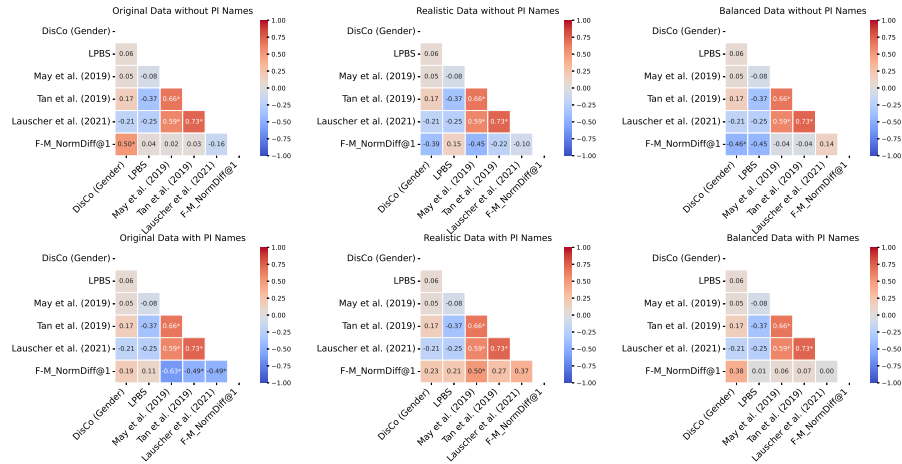 Original Data without PI Names
DisCo (Gender)
LPBS
0.06
May et al. (2019)
0.05 -0.08
Tan et al. (2019)
0.17 -0.37 0.66*
Lauscher et al. (2021)
-0.21 -0.25 0.59* 0.73*
F-M_NormDiff@1
0.50* 0.04 0.02 0.03 -0.16
DisCo (Gender)
LPBS
May et al. (2019)
Tan et al. (2019)
Lauscher et al. (2021)
F-M_NormDiff@1
1.00
0.75
0.50
0.25
0.00
−0.25
−0.50
−0.75
−1.00
Realistic Data without PI Names
DisCo (Gender)
LPBS
0.06
May et al. (2019)
0.05 -0.08
Tan et al. (2019)
0.17 -0.37 0.66*
Lauscher et al. (2021)
-0.21 -0.25 0.59* 0.73*
F-M_NormDiff@1
-0.39 0.15 -0.45 -0.22 -0.10
DisCo (Gender)
LPBS
May et al. (2019)
Tan et al. (2019)
Lauscher et al. (2021)
F-M_NormDiff@1
1.00
0.75
0.50
0.25
0.00
−0.25
−0.50
−0.75
−1.00
Balanced Data without PI Names
DisCo (Gender)
LPBS
0.06
May et al. (2019)
0.05 -0.08
Tan et al. (2019)
0.17 -0.37 0.66*
Lauscher et al. (2021)
-0.21 -0.25 0.59* 0.73*
F-M_NormDiff@1
-0.46* -0.45 -0.04 -0.04 0.14
DisCo (Gender)
LPBS
May et al. (2019)
Tan et al. (2019)
Lauscher et al. (2021)
F-M_NormDiff@1
1.00
0.75
0.50
0.25
0.00
−0.25
−0.50
−0.75
−1.00
Original Data with PI Names
DisCo (Gender)
LPBS
0.06
May et al. (2019)
0.05 -0.08
Tan et al. (2019)
0.17 -0.37 0.66*
Lauscher et al. (2021)
-0.21 -0.25 0.59* 0.73*
F-M_NormDiff@1
0.19 0.11 -0.63* -0.49* -0.49*
DisCo (Gender)
LPBS
May et al. (2019)
Tan et al. (2019)
Lauscher et al. (2021)
F-M_NormDiff@1
1.00
0.75
0.50
0.25
0.00
−0.25
−0.50
−0.75
−1.00
Realistic Data with PI Names
DisCo (Gender)
LPBS
0.06
May et al. (2019)
0.05 -0.08
Tan et al. (2019)
0.17 -0.37 0.66*
Lauscher et al. (2021)
-0.21 -0.25 0.59* 0.73*
F-M_NormDiff@1
0.23 0.21 0.50* 0.27 0.37
DisCo (Gender)
LPBS
May et al. (2019)
Tan et al. (2019)
Lauscher et al. (2021)
F-M_NormDiff@1
1.00
0.75
0.50
0.25
0.00
−0.25
−0.50
−0.75
−1.00
Balanced Data with PI Names
DisCo (Gender)
LPBS
0.06
May et al. (2019)
0.05 -0.08
Tan et al. (2019)
0.17 -0.37 0.66*
Lauscher et al. (2021)
-0.21 -0.25 0.59* 0.73*
F-M_NormDiff@1
0.38 0.01 0.06 0.07 0.00
DisCo (Gender)
LPBS
May et al. (2019)
Tan et al. (2019)
Lauscher et al. (2021)
F-M_NormDiff@1
1.00
0.75
0.50
0.25
0.00
−0.25
−0.50
−0.75
−1.00